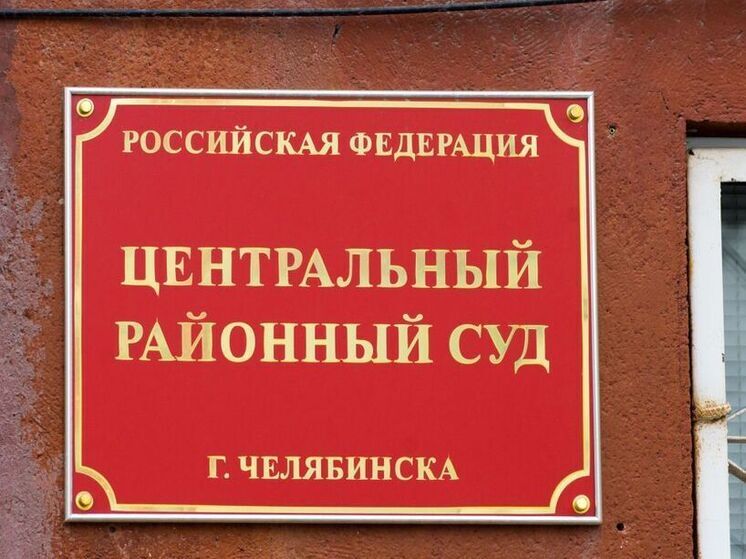 РОССИЙСКАЯ ФЕДЕРАЦИЯ
ЦЕНТРАЛЬНЫЙ
РАЙОННЫЙ СУД
Г. ЧЕЛЯБИНСКА